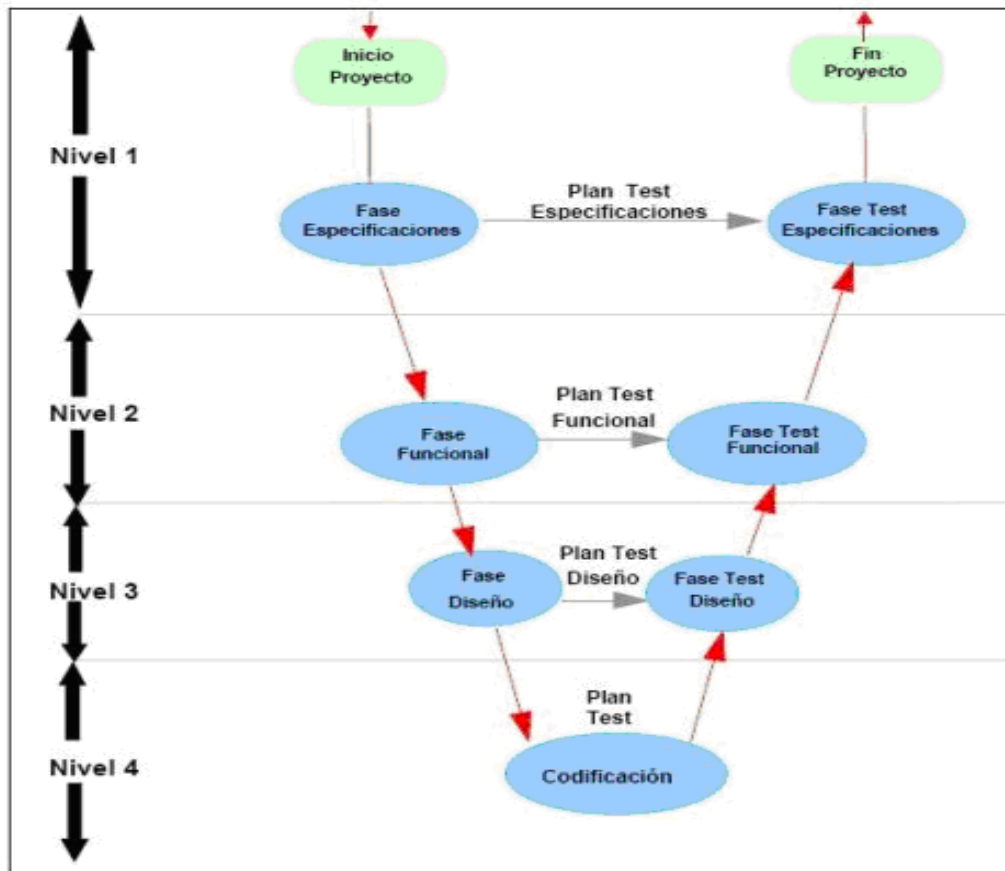 Inicio
Proyecto
Fin
Proyecto
Nivel 1
Fase
Especificaciones
Plan Test
Especificaciones
Fase Test
Especificaciones
Nivel 2
Fase
Funcional
Plan Test
Funcional
Fase Test
Funcional
Nivel 3
Fase
Diseño
Plan Test
Diseño
Fase Test
Diseño
Nivel 4
Plan
Test
Codificación